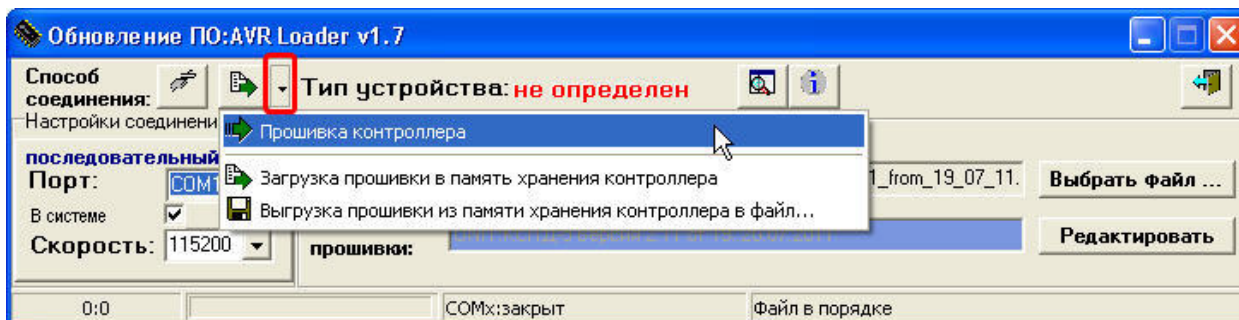 Обновление ПО:AVR Loader v1.7
Способ
соединения:
Тип устройства: не определен
Настройки соединени
Прошивка контроллера
последовательный
Порт:
COM1
Загрузка прошивки в память хранения контроллера
1_from_19_07_11.
Выбрать файл ...
В системе
Выгрузка прошивки из памяти хранения контроллера в файл...
Скорость:
115200
прошивки:
Редактировать
0:0
COMx:закрыт
Файл в порядке